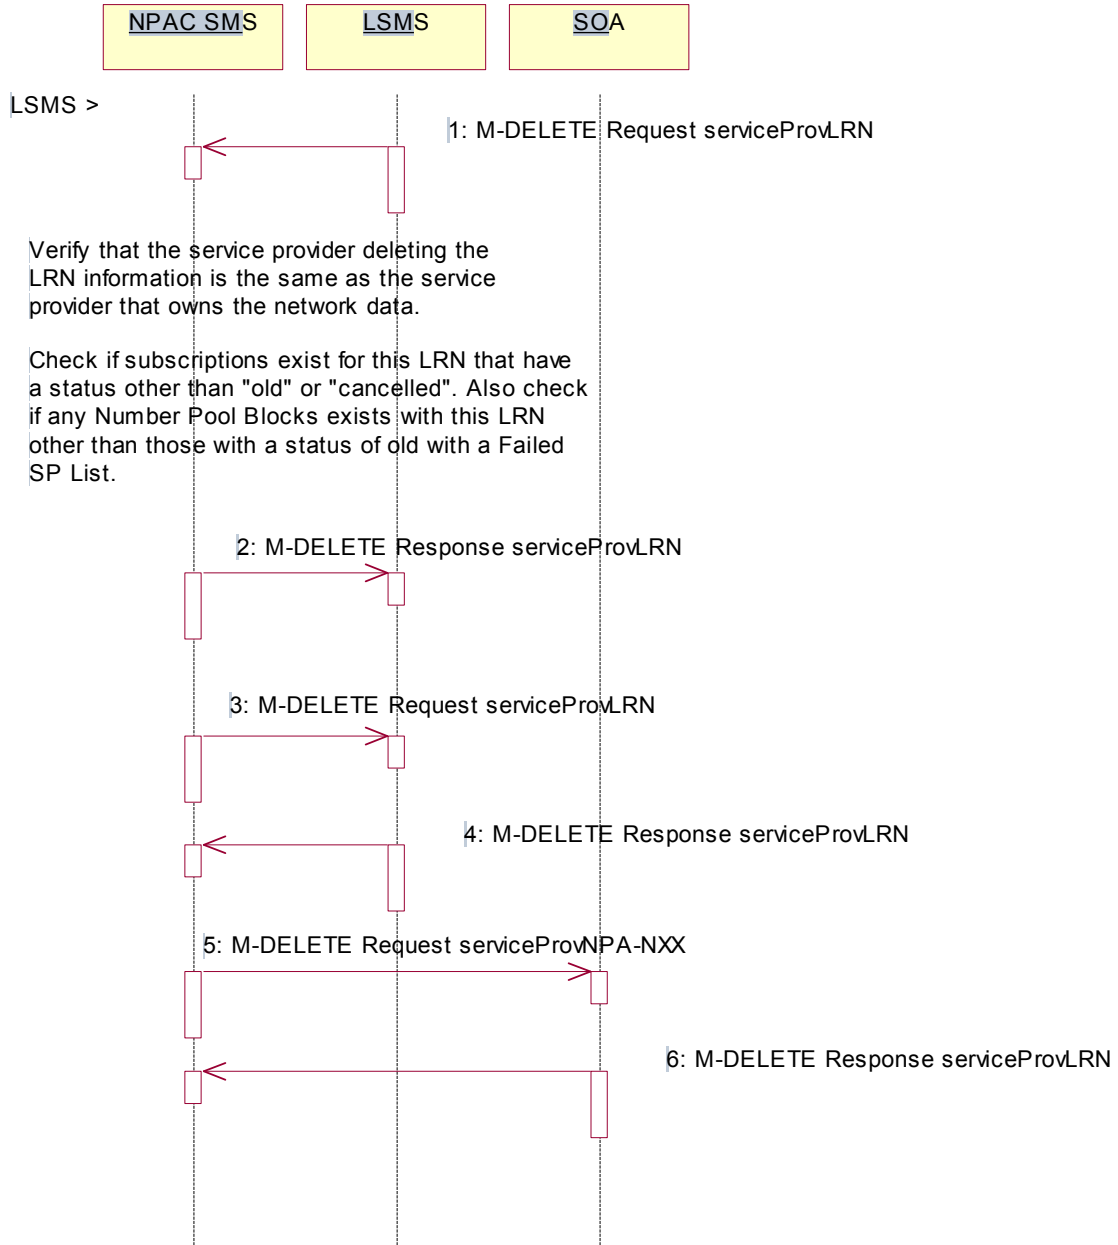 NPAC SMS
LSMS
SOA
LSMS >
1: M-DELETE Request serviceProvLRN
Verify that the service provider deleting the
LRN information is the same as the service
provider that owns the network data.
Check if subscriptions exist for this LRN that have
a status other than "old" or "cancelled". Also check
if any Number Pool Blocks exists with this LRN
other than those with a status of old with a Failed
SP List.
2: M-DELETE Response serviceProvLRN
3: M-DELETE Request serviceProvLRN
4: M-DELETE Response serviceProvLRN
5: M-DELETE Request serviceProvNPA-NXX
6: M-DELETE Response serviceProvLRN